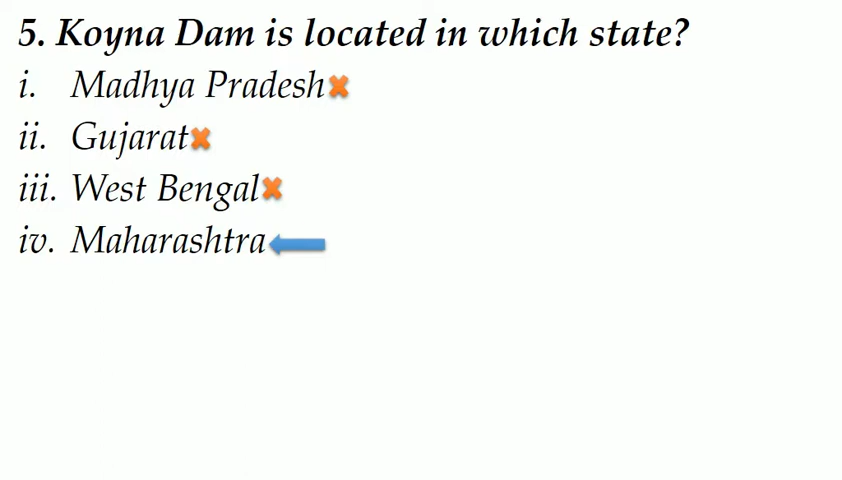 5. Koyna Dam is located in which state?
i. Madhya Pradesh
ii. Gujarat
iii. West Bengal
iv. Maharashtra